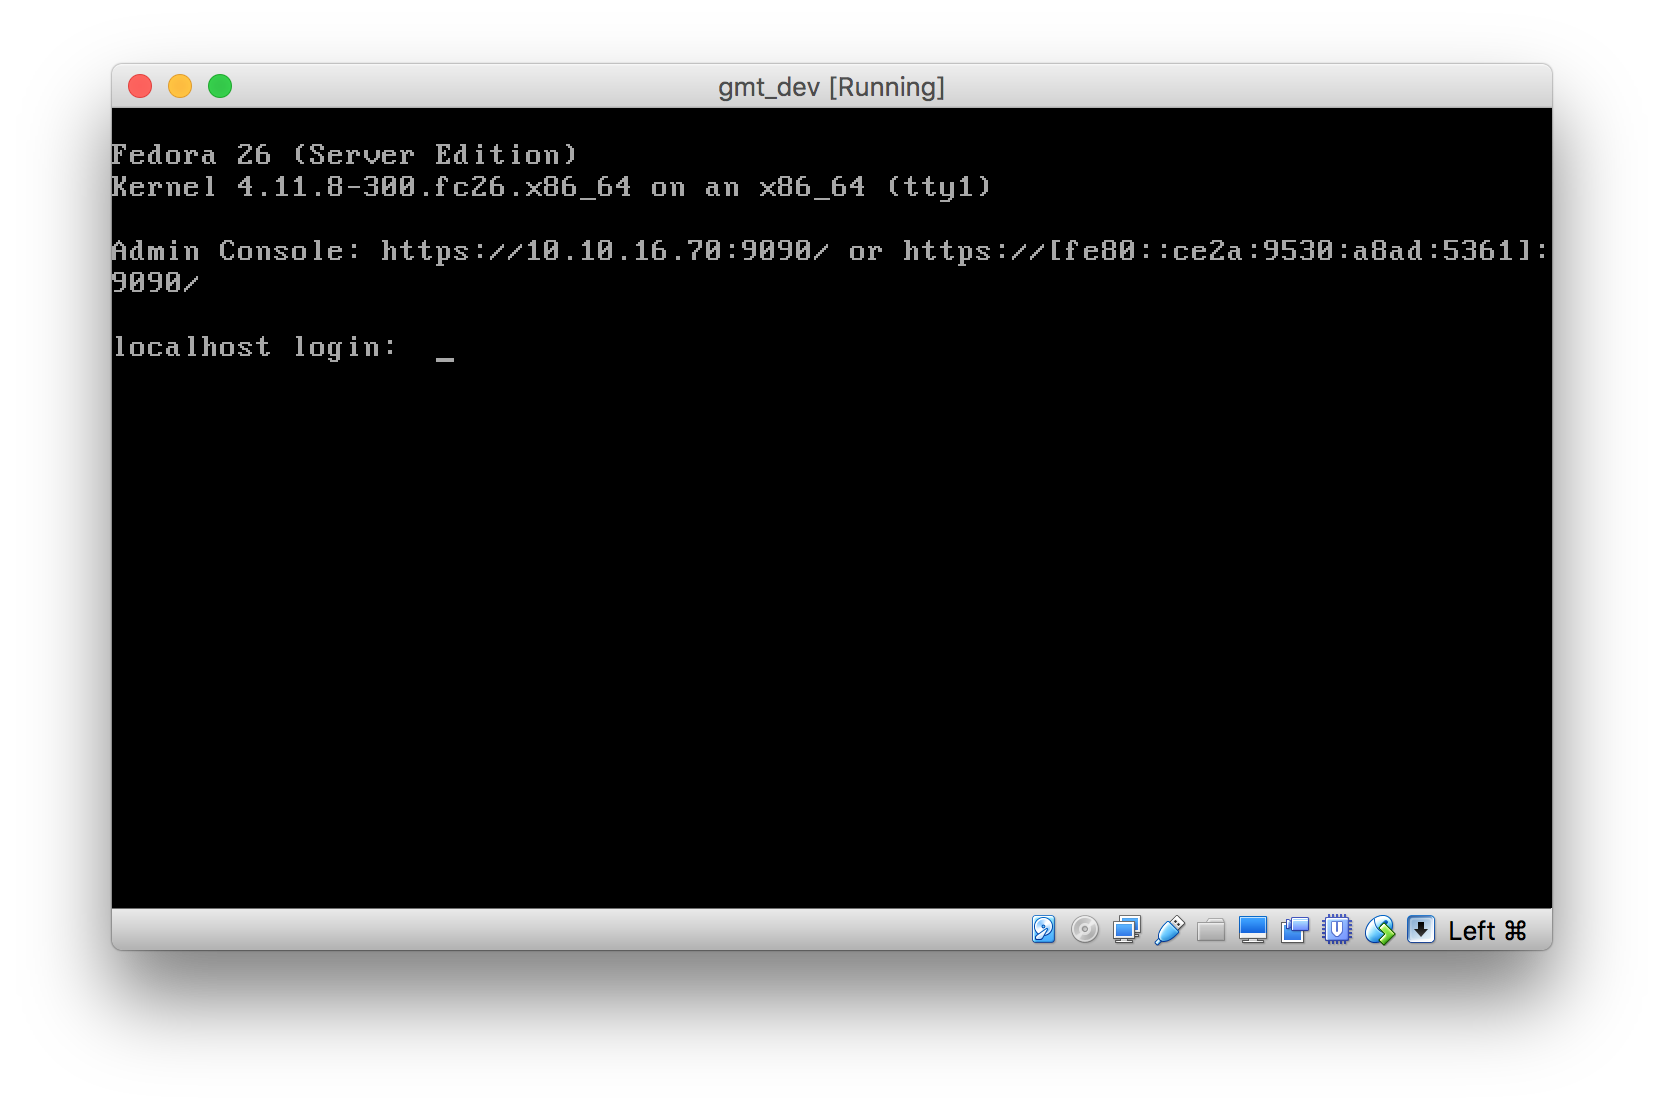 gmt_dev [Running]
Fedora 26 (Server Edition)
Kernel 4.11.8-300.fc26.x86_64 on an x86_64 (tty1)
Admin Console: https://10.10.16.70:9090/ or https://[fe80::ce2a:9530:a8ad:5361]:
9090/
localhost login: _
Left ⌘